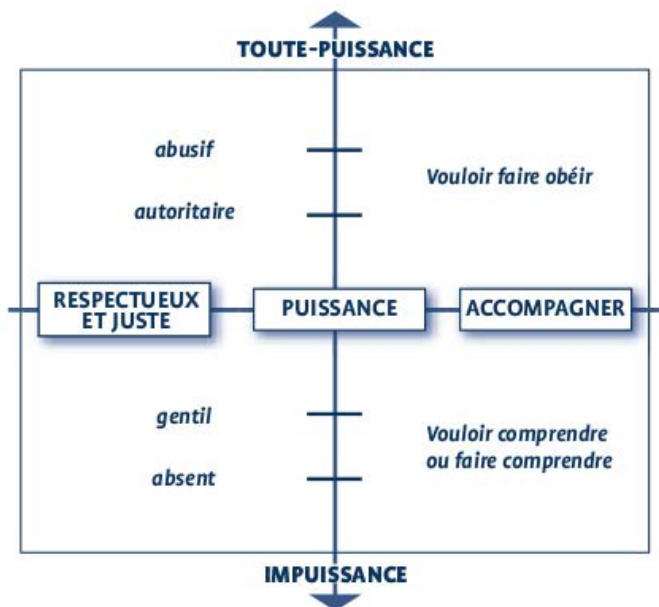 TOUTE-PUISSANCE
abusif
Vouloir faire obéir
autoritaire
RESPECTUEUX
ET JUSTE
PUISSANCE
ACCOMPAGNER
gentil
Vouloir comprendre
ou faire comprendre
absent
IMPUISSANCE